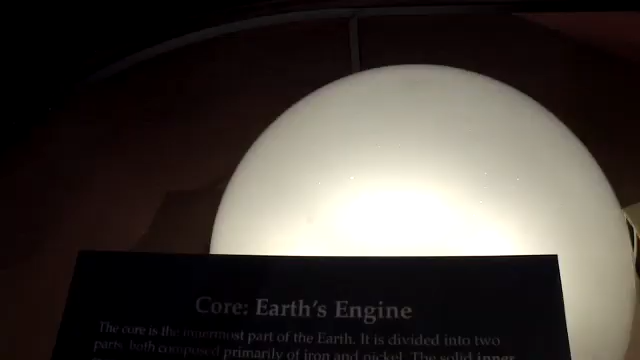 Core: Earth's Engine
The core is the innermost part of the Earth. It is divided into two
parts, both composed primarily of iron and nickel. The solid inner